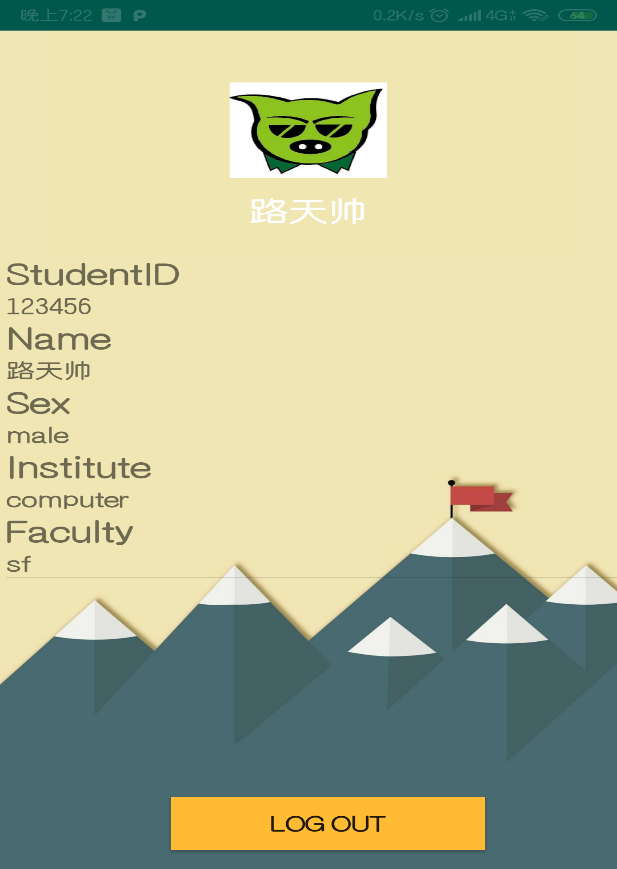 晚上7:22 0.2K/s 4G+ 64
路天帅
StudentID
123456
Name
路天帅
Sex
male
Institute
computer
Faculty
sf
LOG OUT